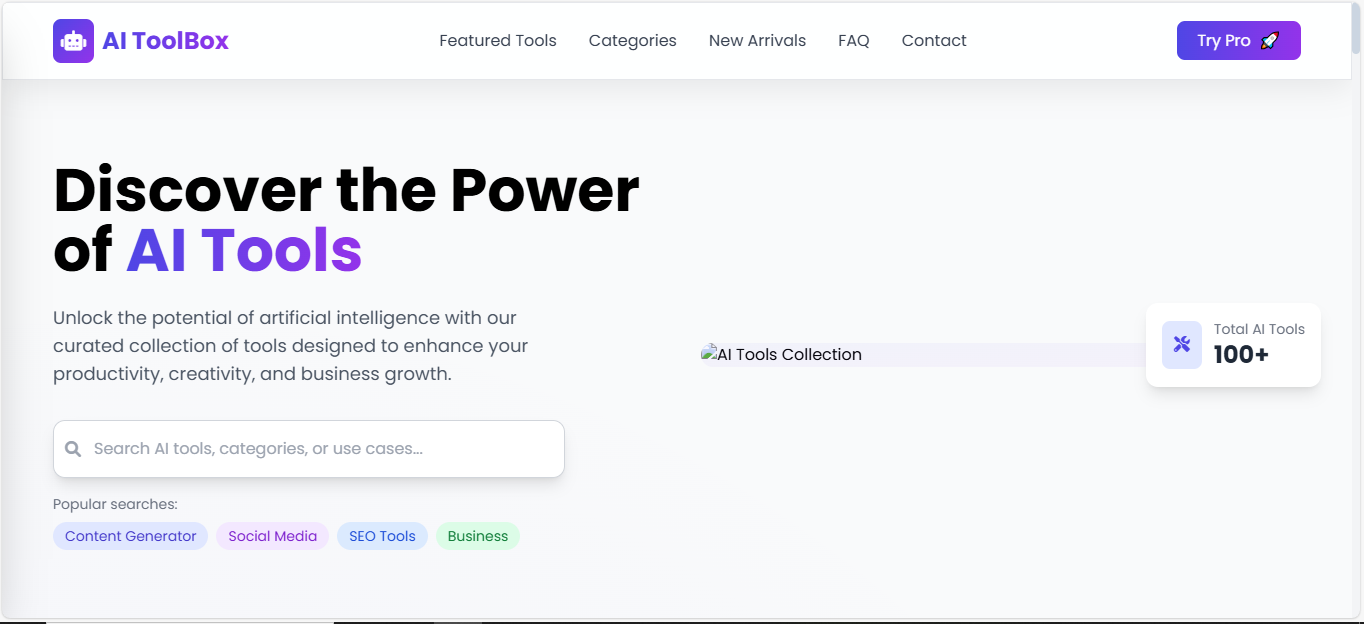 AI ToolBox
Featured Tools
Categories
New Arrivals
FAQ
Contact
Try Pro 🚀
Discover the Power
of AI Tools
Unlock the potential of artificial intelligence with our
curated collection of tools designed to enhance your
productivity, creativity, and business growth.
Search AI tools, categories, or use cases...
Popular searches:
Content Generator
Social Media
SEO Tools
Business
AI Tools Collection
Total AI Tools
100+